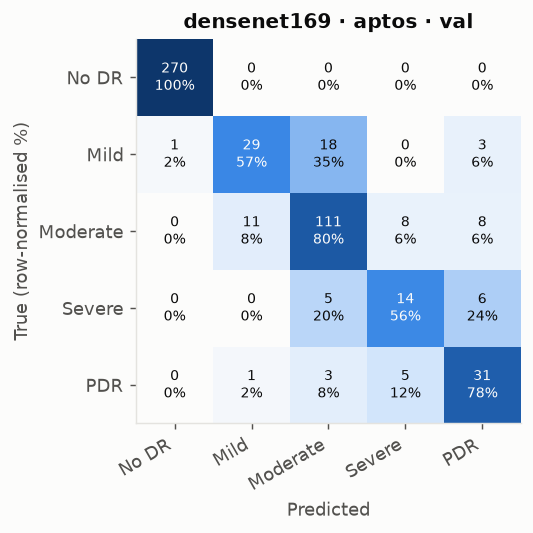 densenet169 · aptos · val
True (row-normalised %)
No DR
270 0 0 0 0
100% 0% 0% 0% 0%
Mild
1 29 18 0 3
2% 57% 35% 0% 6%
Moderate
0 11 111 8 8
0% 8% 80% 6% 6%
Severe
0 0 5 14 6
0% 0% 20% 56% 24%
PDR
0 1 3 5 31
0% 2% 8% 12% 78%
No DR Mild Moderate Severe PDR
Predicted